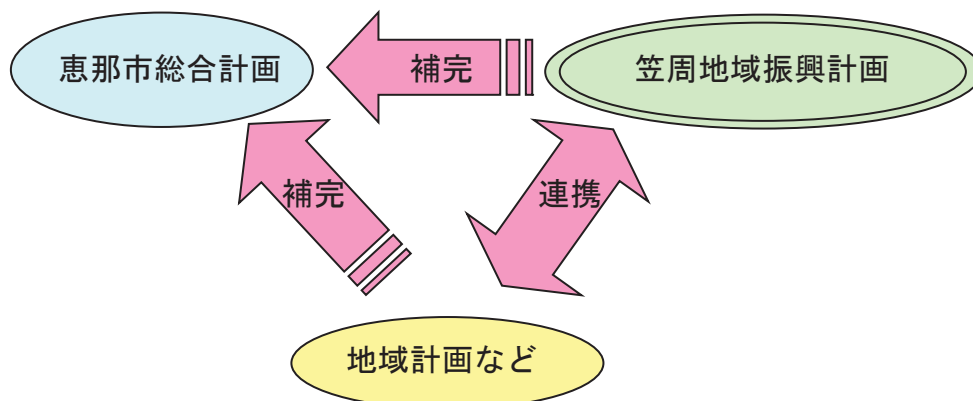 恵那市総合計画
補完
笠周地域振興計画
補完
連携
地域計画など